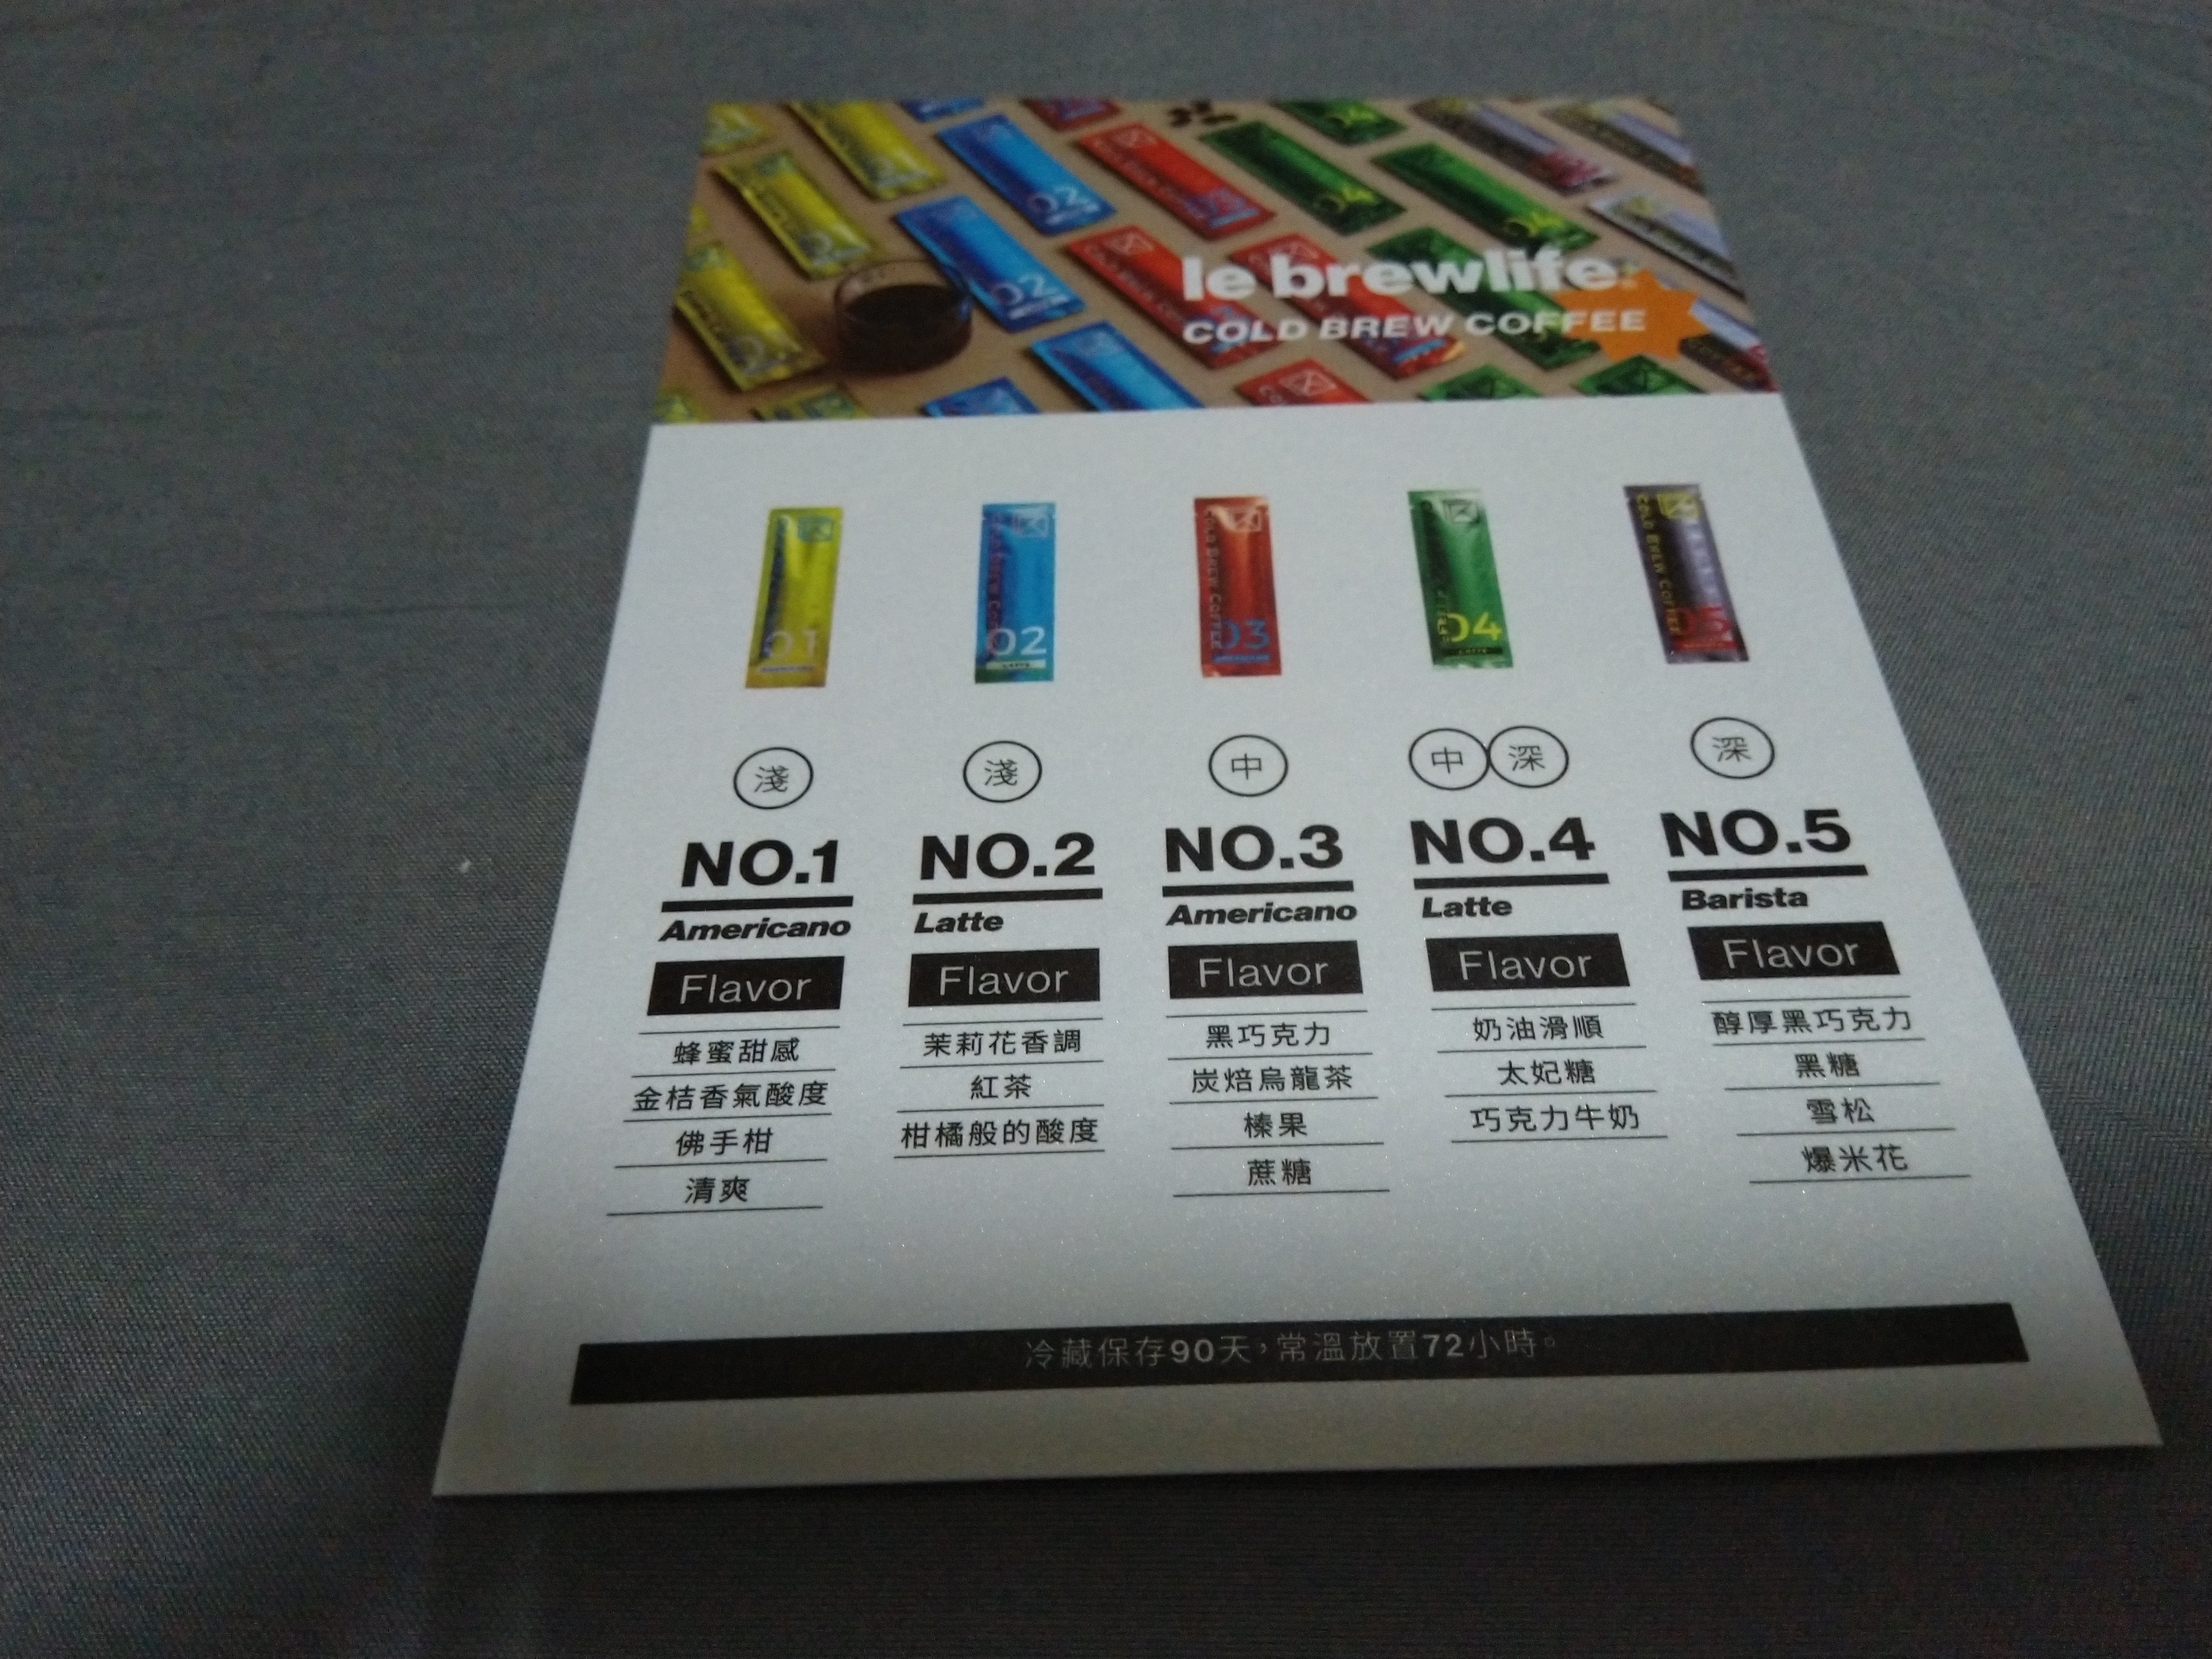 le brewlife
COLD BREW COFFEE
01
02
03
04
05
淺
淺
中
中 深
深
NO.1
NO.2
NO.3
NO.4
NO.5
Americano
Latte
Americano
Latte
Barista
Flavor
Flavor
Flavor
Flavor
Flavor
蜂蜜甜感
金桔香氣酸度
佛手柑
清爽
茉莉花香調
紅茶
柑橘般的酸度
黑巧克力
炭焙烏龍茶
榛果
蔗糖
奶油滑順
太妃糖
巧克力牛奶
醇厚黑巧克力
黑糖
雪松
爆米花
冷藏保存90天，常溫放置72小時。